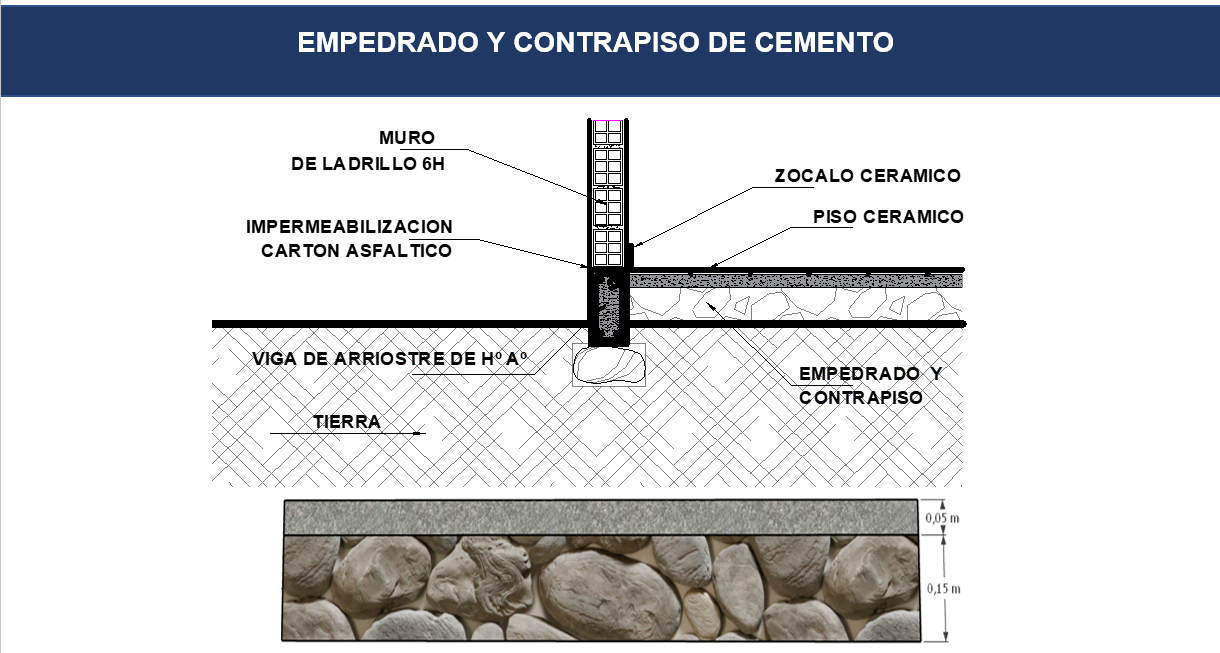 EMPEDRADO Y CONTRAPISO DE CEMENTO
MURO
DE LADRILLO 6H
ZOCALO CERAMICO
PISO CERAMICO
IMPERMEABILIZACION
CARTON ASFALTICO
VIGA DE ARRIOSTRE DE Hº Aº
EMPEDRADO Y
CONTRAPISO
TIERRA
0,05 m
0,15 m